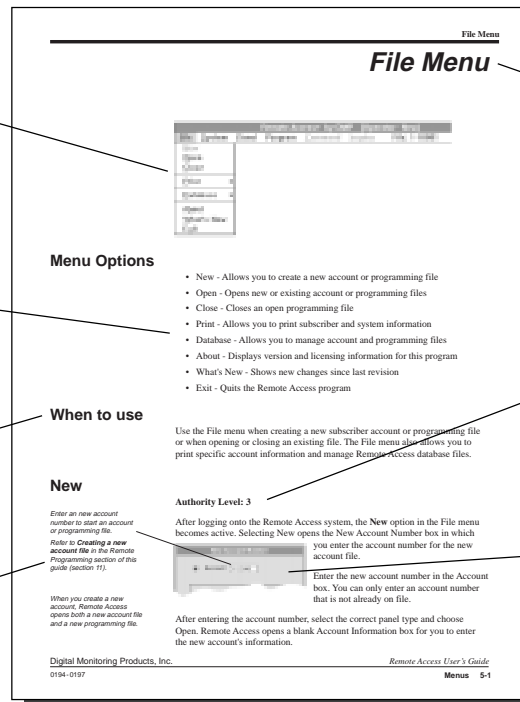 File Menu
File Menu
Menu Options
• New - Allows you to create a new account or programming file
• Open - Opens new or existing account or programming files
• Close - Closes an open programming file
• Print - Allows you to print subscriber and system information
• Database - Allows you to manage account and programming files
• About - Displays version and licensing information for this program
• What's New - Shows new changes since last revision
• Exit - Quits the Remote Access program
When to use
Use the File menu when creating a new subscriber account or programming file
or when opening or closing an existing file. The File menu also allows you to
print specific account information and manage Remote Access database files.
New
Enter an new account
number to start an account
or programming file.
Refer to Creating a new
account file in the Remote
Programming section of this
guide (section 11).
When you create a new
account, Remote Access
opens both a new account file
and a new programming file.
Authority Level: 3
After logging onto the Remote Access system, the New option in the File menu
becomes active. Selecting New opens the New Account Number box in which
you enter the account number for the new
account file.
Enter the new account number in the Account
box. You can only enter an account number
that is not already on file.
After entering the account number, select the correct panel type and choose
Open. Remote Access opens a blank Account Information box for you to enter
the new account's information.
Digital Monitoring Products, Inc.
Remote Access User's Guide
0194-0197
Menus 5-1